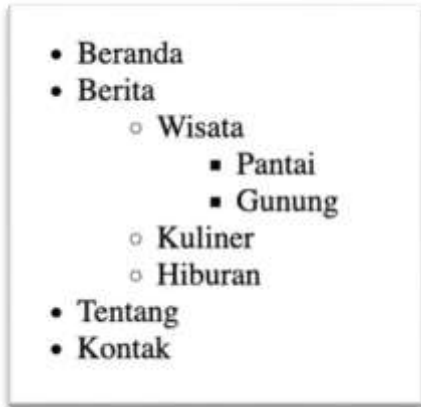 Beranda
Berita
Wisata
Pantai
Gunung
Kuliner
Hiburan
Tentang
Kontak